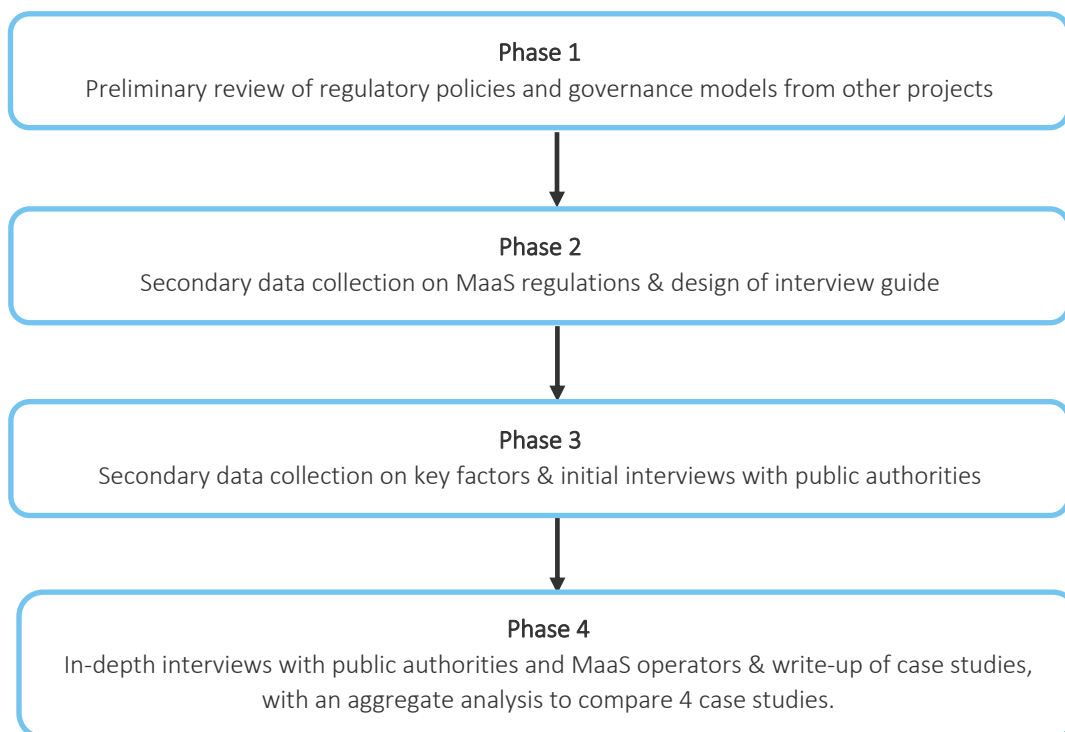 Phase 1
Preliminary review of regulatory policies and governance models from other projects
Phase 2
Secondary data collection on MaaS regulations & design of interview guide
Phase 3
Secondary data collection on key factors & initial interviews with public authorities
Phase 4
In-depth interviews with public authorities and MaaS operators & write-up of case studies,
with an aggregate analysis to compare 4 case studies.